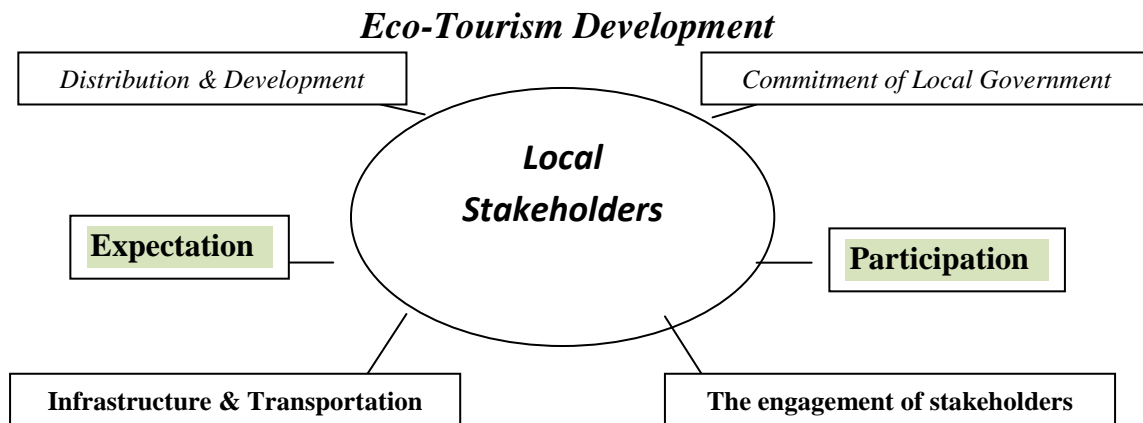 Eco-Tourism Development
Distribution & Development
Commitment of Local Government
Local
Stakeholders
Expectation
Participation
Infrastructure & Transportation
The engagement of stakeholders